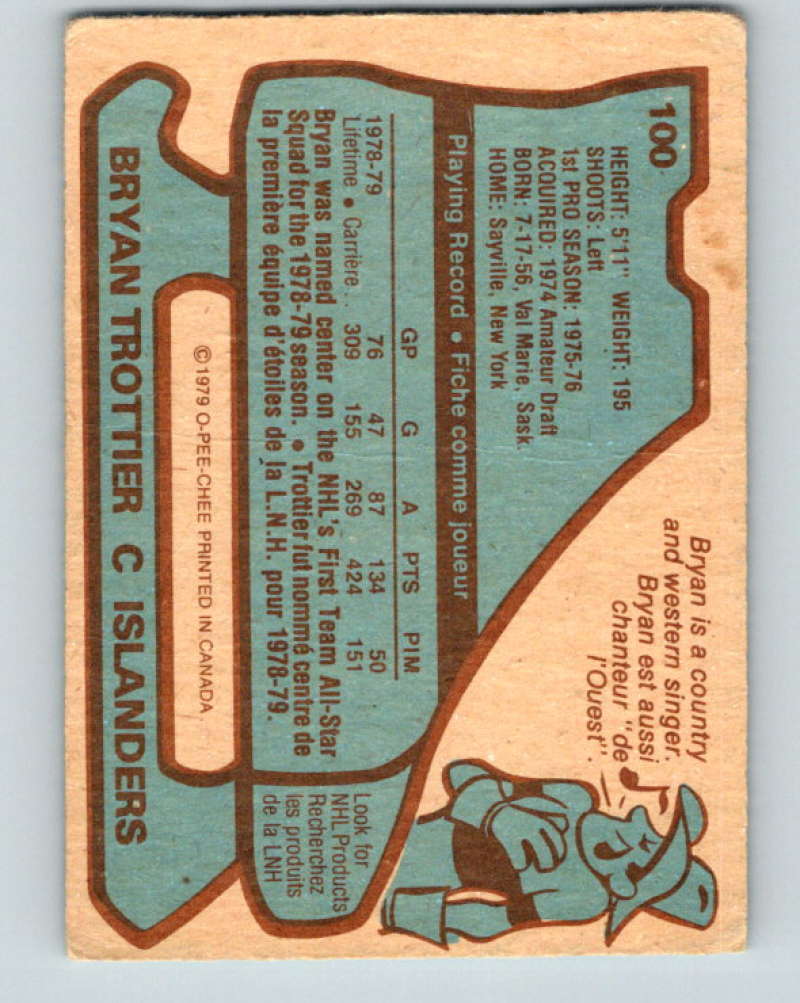 100
HEIGHT: 5'11" WEIGHT: 195
SHOOTS: Left
1st PRO SEASON: 1975-76
ACQUIRED: 1974 Amateur Draft
BORN: 7-17-56, Val Marie, Sask.
HOME: Sayville, New York
Bryan is a country
and western singer.
Bryan est aussi
chanteur "de
l'Ouest".
Playing Record • Fiche comme joueur
GP G A PTS PIM
1978-79 76 47 87 134 50
Lifetime • Carrière... 309 155 269 424 151
Bryan was named center on the NHL's First Team All-Star
Squad for the 1978-79 season. • Trottier fut nommé centre de
la première équipe d'étoiles de la L.N.H. pour 1978-79.
Look for
NHL Products
Recherchez
les produits
de la LNH
©1979 O-PEE-CHEE PRINTED IN CANADA.
BRYAN TROTTIER C ISLANDERS